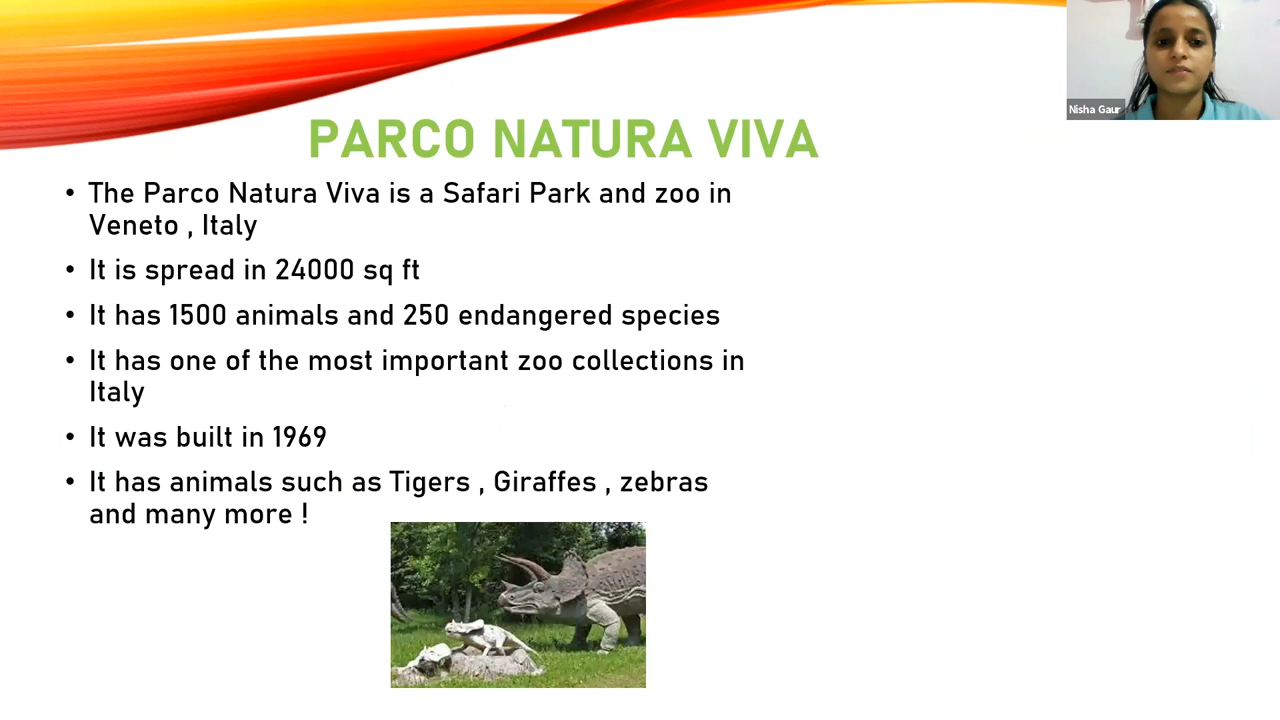 Nisha Gaur
PARCO NATURA VIVA
• The Parco Natura Viva is a Safari Park and zoo in
Veneto , Italy
• It is spread in 24000 sq ft
• It has 1500 animals and 250 endangered species
• It has one of the most important zoo collections in
Italy
• It was built in 1969
• It has animals such as Tigers , Giraffes , zebras
and many more !